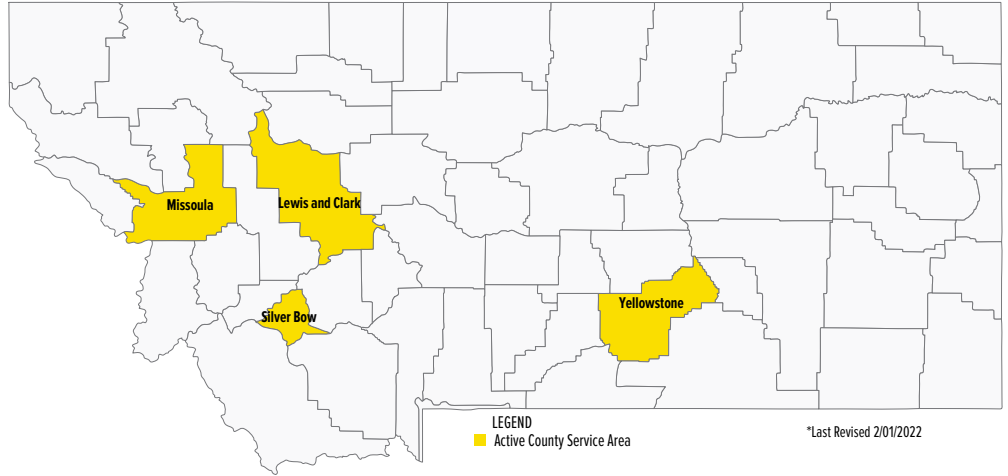 Missoula
Lewis and Clark
Silver Bow
Yellowstone
LEGEND
Active County Service Area
*Last Revised 2/01/2022